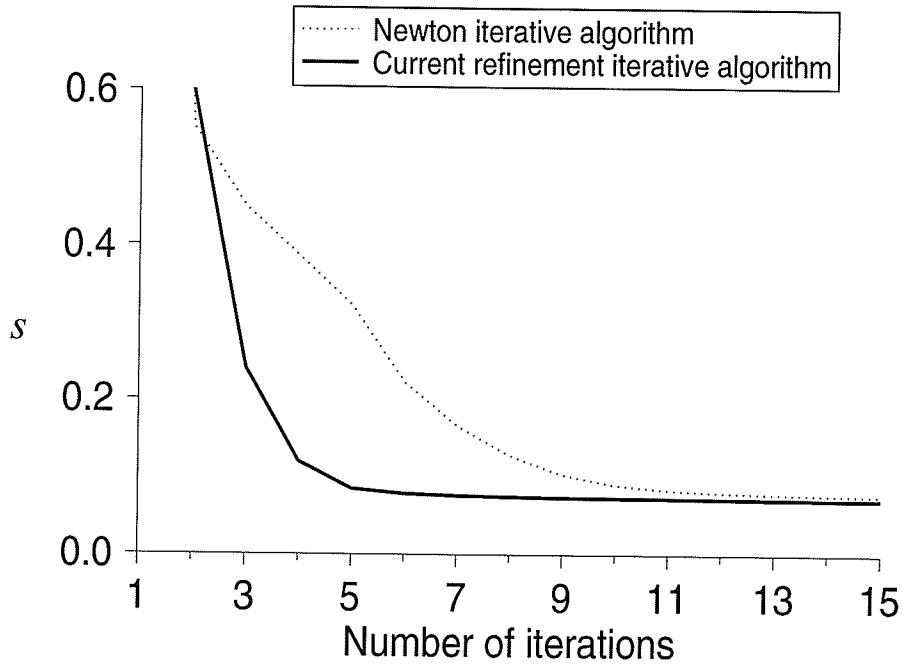 Newton iterative algorithm
Current refinement iterative algorithm
0.6
0.4
s
0.2
0.0
1 3 5 7 9 11 13 15
Number of iterations